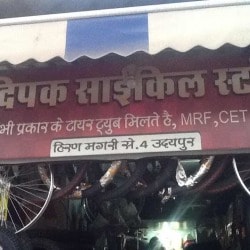 दिपक साईकिल स्ट
भी प्रकार के टायर ट्युब मिलते है, MRF, CET
हिरण मगरी से. 4 उदयपुर